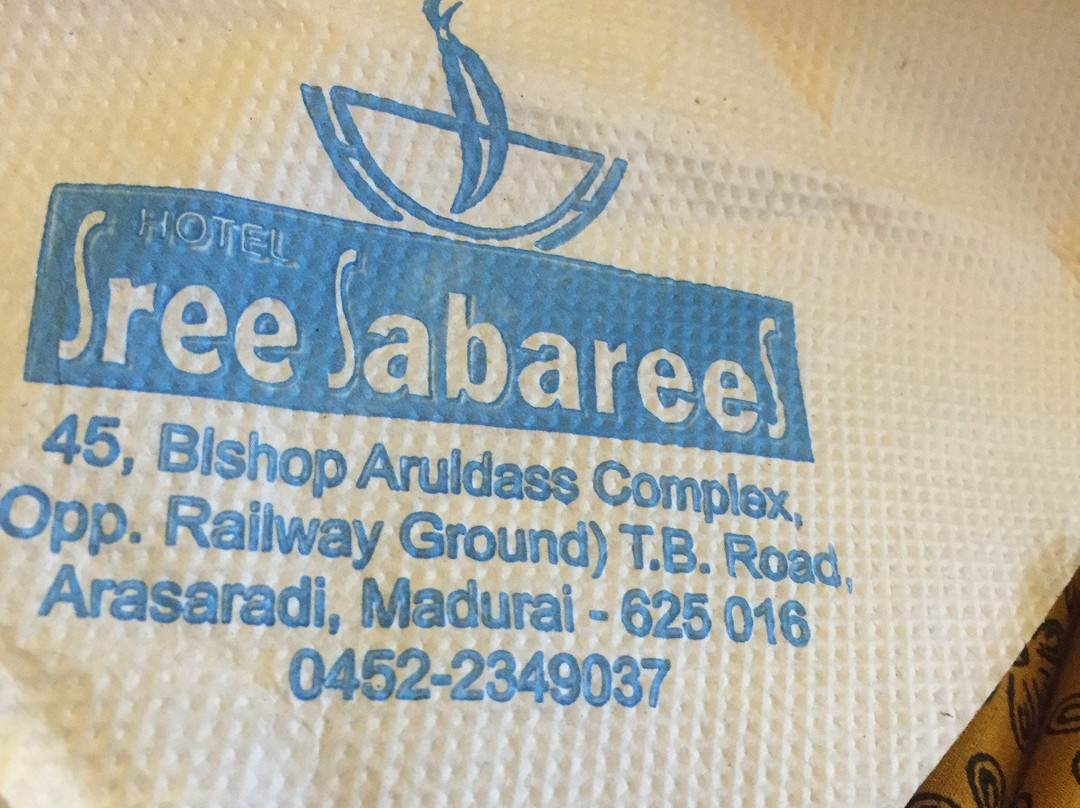 HOTEL
Sree SabareeS
45, BIshop Aruldass Complex,
Opp. Railway Ground) T.B. Road,
Arasaradi, Madurai - 625 016
0452-2349037